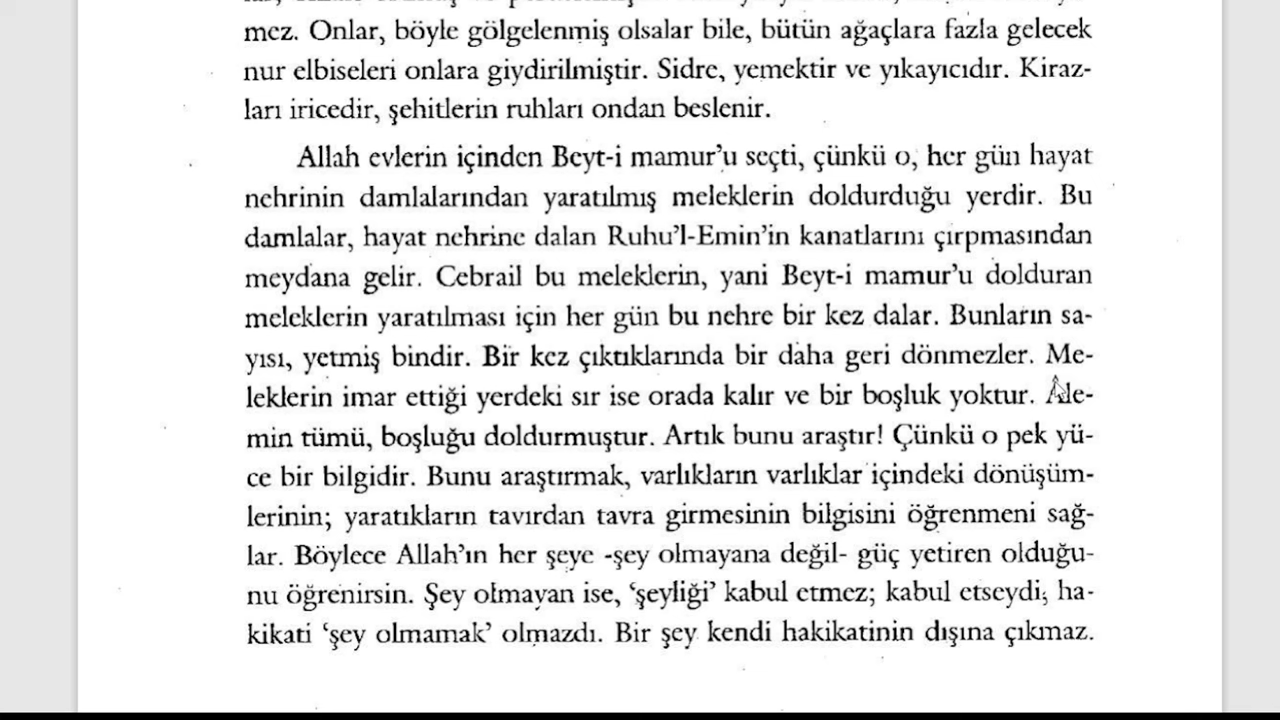 mez. Onlar, böyle gölgelenmiş olsalar bile, bütün ağaçlara fazla gelecek
nur elbiseleri onlara giydirilmiştir. Sidre, yemektir ve yıkayıcıdır. Kiraz-
ları iricedir, şehitlerin ruhları ondan beslenir.
Allah evlerin içinden Beyt-i mamur’u seçti, çünkü o, her gün hayat
nehrinin damlalarından yaratılmış meleklerin doldurduğu yerdir. Bu
damlalar, hayat nehrine dalan Ruhu’l-Emin’in kanatlarını çırpmasından
meydana gelir. Cebrail bu meleklerin, yani Beyt-i mamur’u dolduran
meleklerin yaratılması için her gün bu nehre bir kez dalar. Bunların sa-
yısı, yetmiş bindir. Bir kez çıktıklarında bir daha geri dönmezler. Me-
leklerin imar ettiği yerdeki sır ise orada kalır ve bir boşluk yoktur. Âle-
min tümü, boşluğu doldurmuştur. Artık bunu araştır! Çünkü o pek yü-
ce bir bilgidir. Bunu araştırmak, varlıkların varlıklar içindeki dönüşüm-
lerinin; yaratıkların tavırdan tavra girmesinin bilgisini öğrenmeni sağ-
lar. Böylece Allah’ın her şeye -şey olmayana değil- güç yetiren olduğu-
nu öğrenirsin. Şey olmayan ise, ‘şeyliği’ kabul etmez; kabul etseydi, ha-
kikati ‘şey olmamak’ olmazdı. Bir şey kendi hakikatinin dışına çıkmaz.